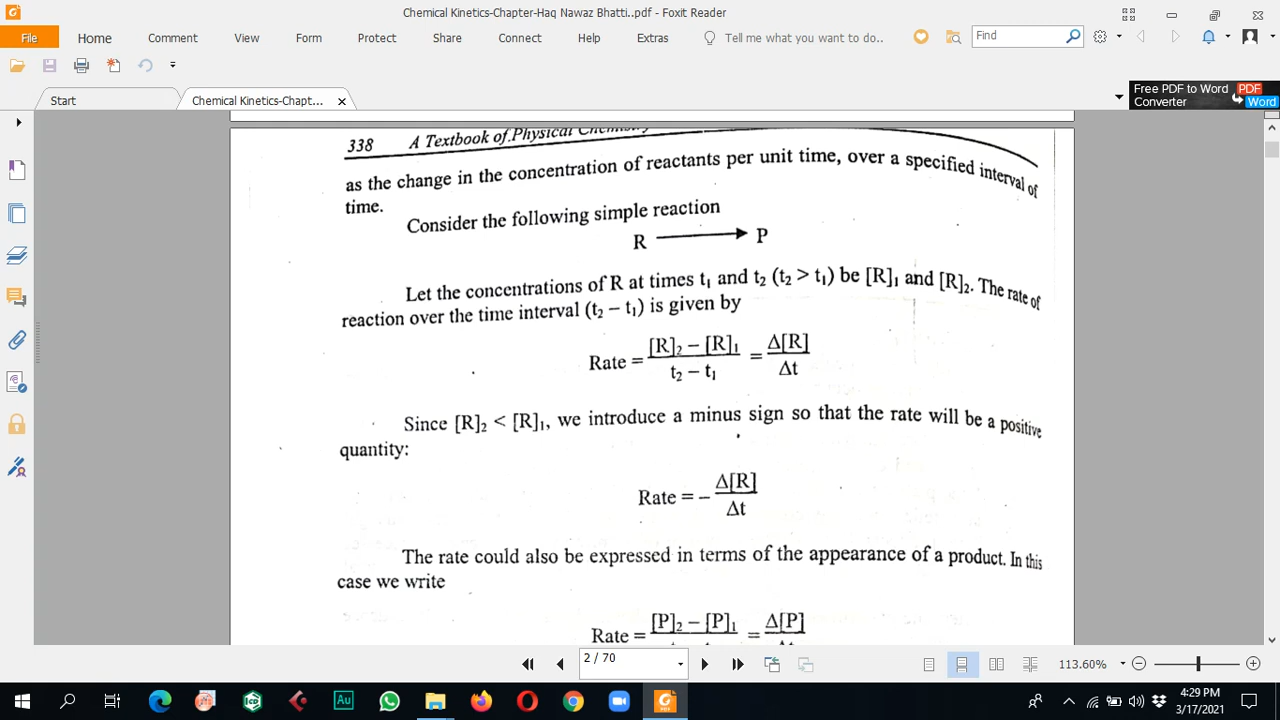 Chemical Kinetics-Chapter-Haq Nawaz Bhatti..pdf - Foxit Reader
File Home Comment View Form Protect Share Connect Help Extras Tell me what you want to do.. Find
Start Chemical Kinetics-Chapt... Free PDF to Word Converter PDF Word
338 A Textbook of Physical Chemistry
as the change in the concentration of reactants per unit time, over a specified interval of
time.
Consider the following simple reaction
R ⟶ P
Let the concentrations of R at times t₁ and t₂ (t₂ > t₁) be [R]₁ and [R]₂. The rate of
reaction over the time interval (t₂ – t₁) is given by
Rate = [R]₂ – [R]₁ / t₂ – t₁ = Δ[R] / Δt
Since [R]₂ < [R]₁, we introduce a minus sign so that the rate will be a positive
quantity:
Rate = – Δ[R] / Δt
The rate could also be expressed in terms of the appearance of a product. In this
case we write
Rate = [P]₂ – [P]₁ = Δ[P]
2 / 70 113.60%
Au 4:29 PM
3/17/2021